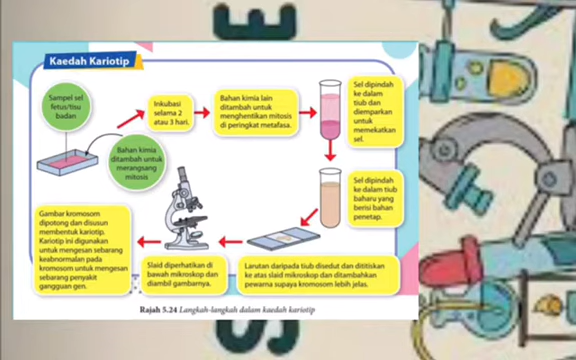 Kaedah Kariotip
Sampel sel
fetus/tisu
badan
Bahan kimia
ditambah untuk
merangsang
mitosis
Inkubasi
selama 2
atau 3 hari.
Bahan kimia lain
ditambah untuk
menghentikan mitosis
di peringkat metafasa.
Sel dipindah
ke dalam
tiub dan
diemparkan
untuk
memekatkan
sel.
Sel dipindah
ke dalam tiub
baharu yang
berisi bahan
penetap.
Larutan daripada tiub disedut dan dititiskan
ke atas slaid mikroskop dan ditambahkan
pewarna supaya kromosom lebih jelas.
Slaid diperhatikan di
bawah mikroskop dan
diambil gambarnya.
Gambar kromosom
dipotong dan disusun
membentuk kariotip.
Kariotip ini digunakan
untuk mengesan sebarang
keabnormalan pada
kromosom untuk mengesan
sebarang penyakit
gangguan gen.
Rajah 5.24 Langkah-langkah dalam kaedah kariotip